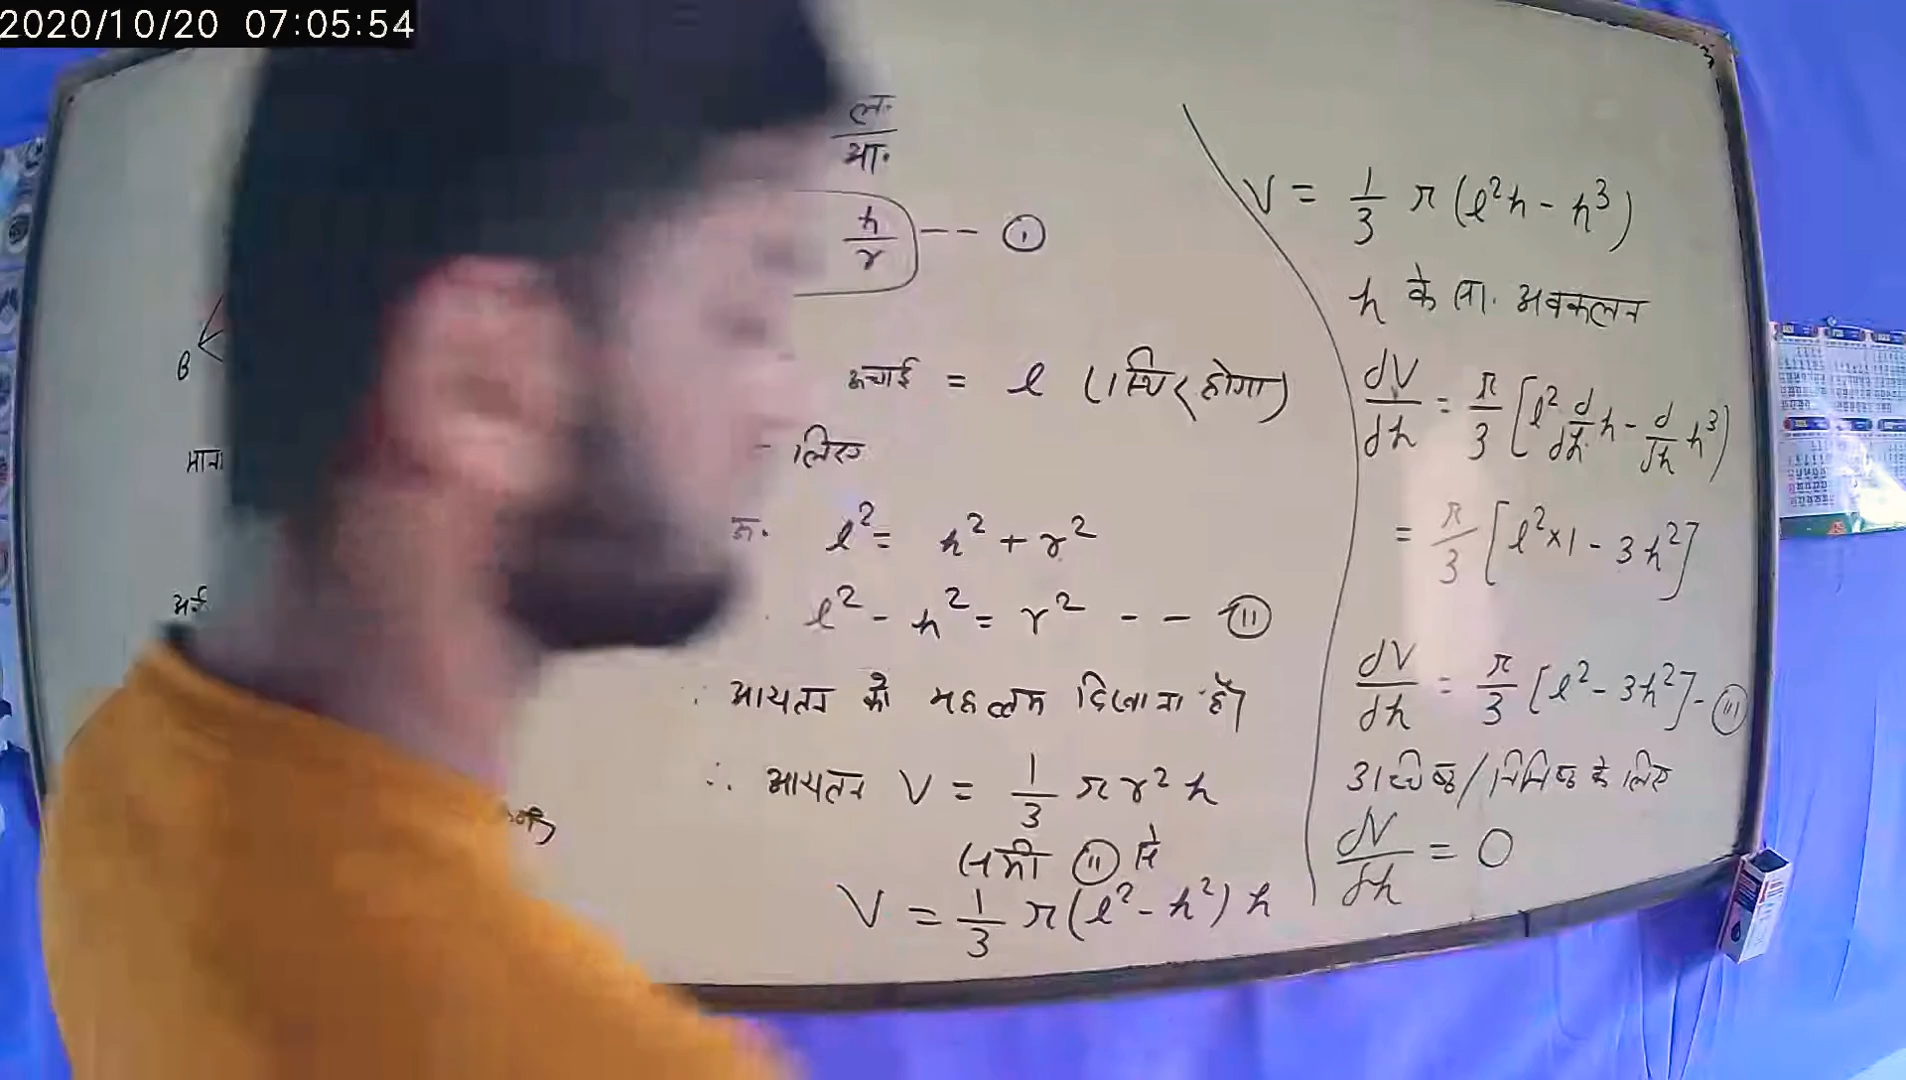 2020/10/20 07:05:54
ल.
आ.
h/r -- (i)
B
माना
ऊचाई = l (स्थिर होगा)
लिए
l² = h² + r²
l² - h² = r² -- (ii)
आयतन को महत्तम दिखाना है।
∴ आयतन V = 1/3 π r² h
समी (ii) से
V = 1/3 π (l² - h²) h
V = 1/3 π (l²h - h³)
h के सा. अवकलन
dV/dh = π/3 [l² d/dh h - d/dh h³]
= π/3 [l²×1 - 3h²]
dV/dh = π/3 [l² - 3h²] - (iii)
उच्चिष्ठ/निम्निष्ठ के लिए
dV/dh = 0